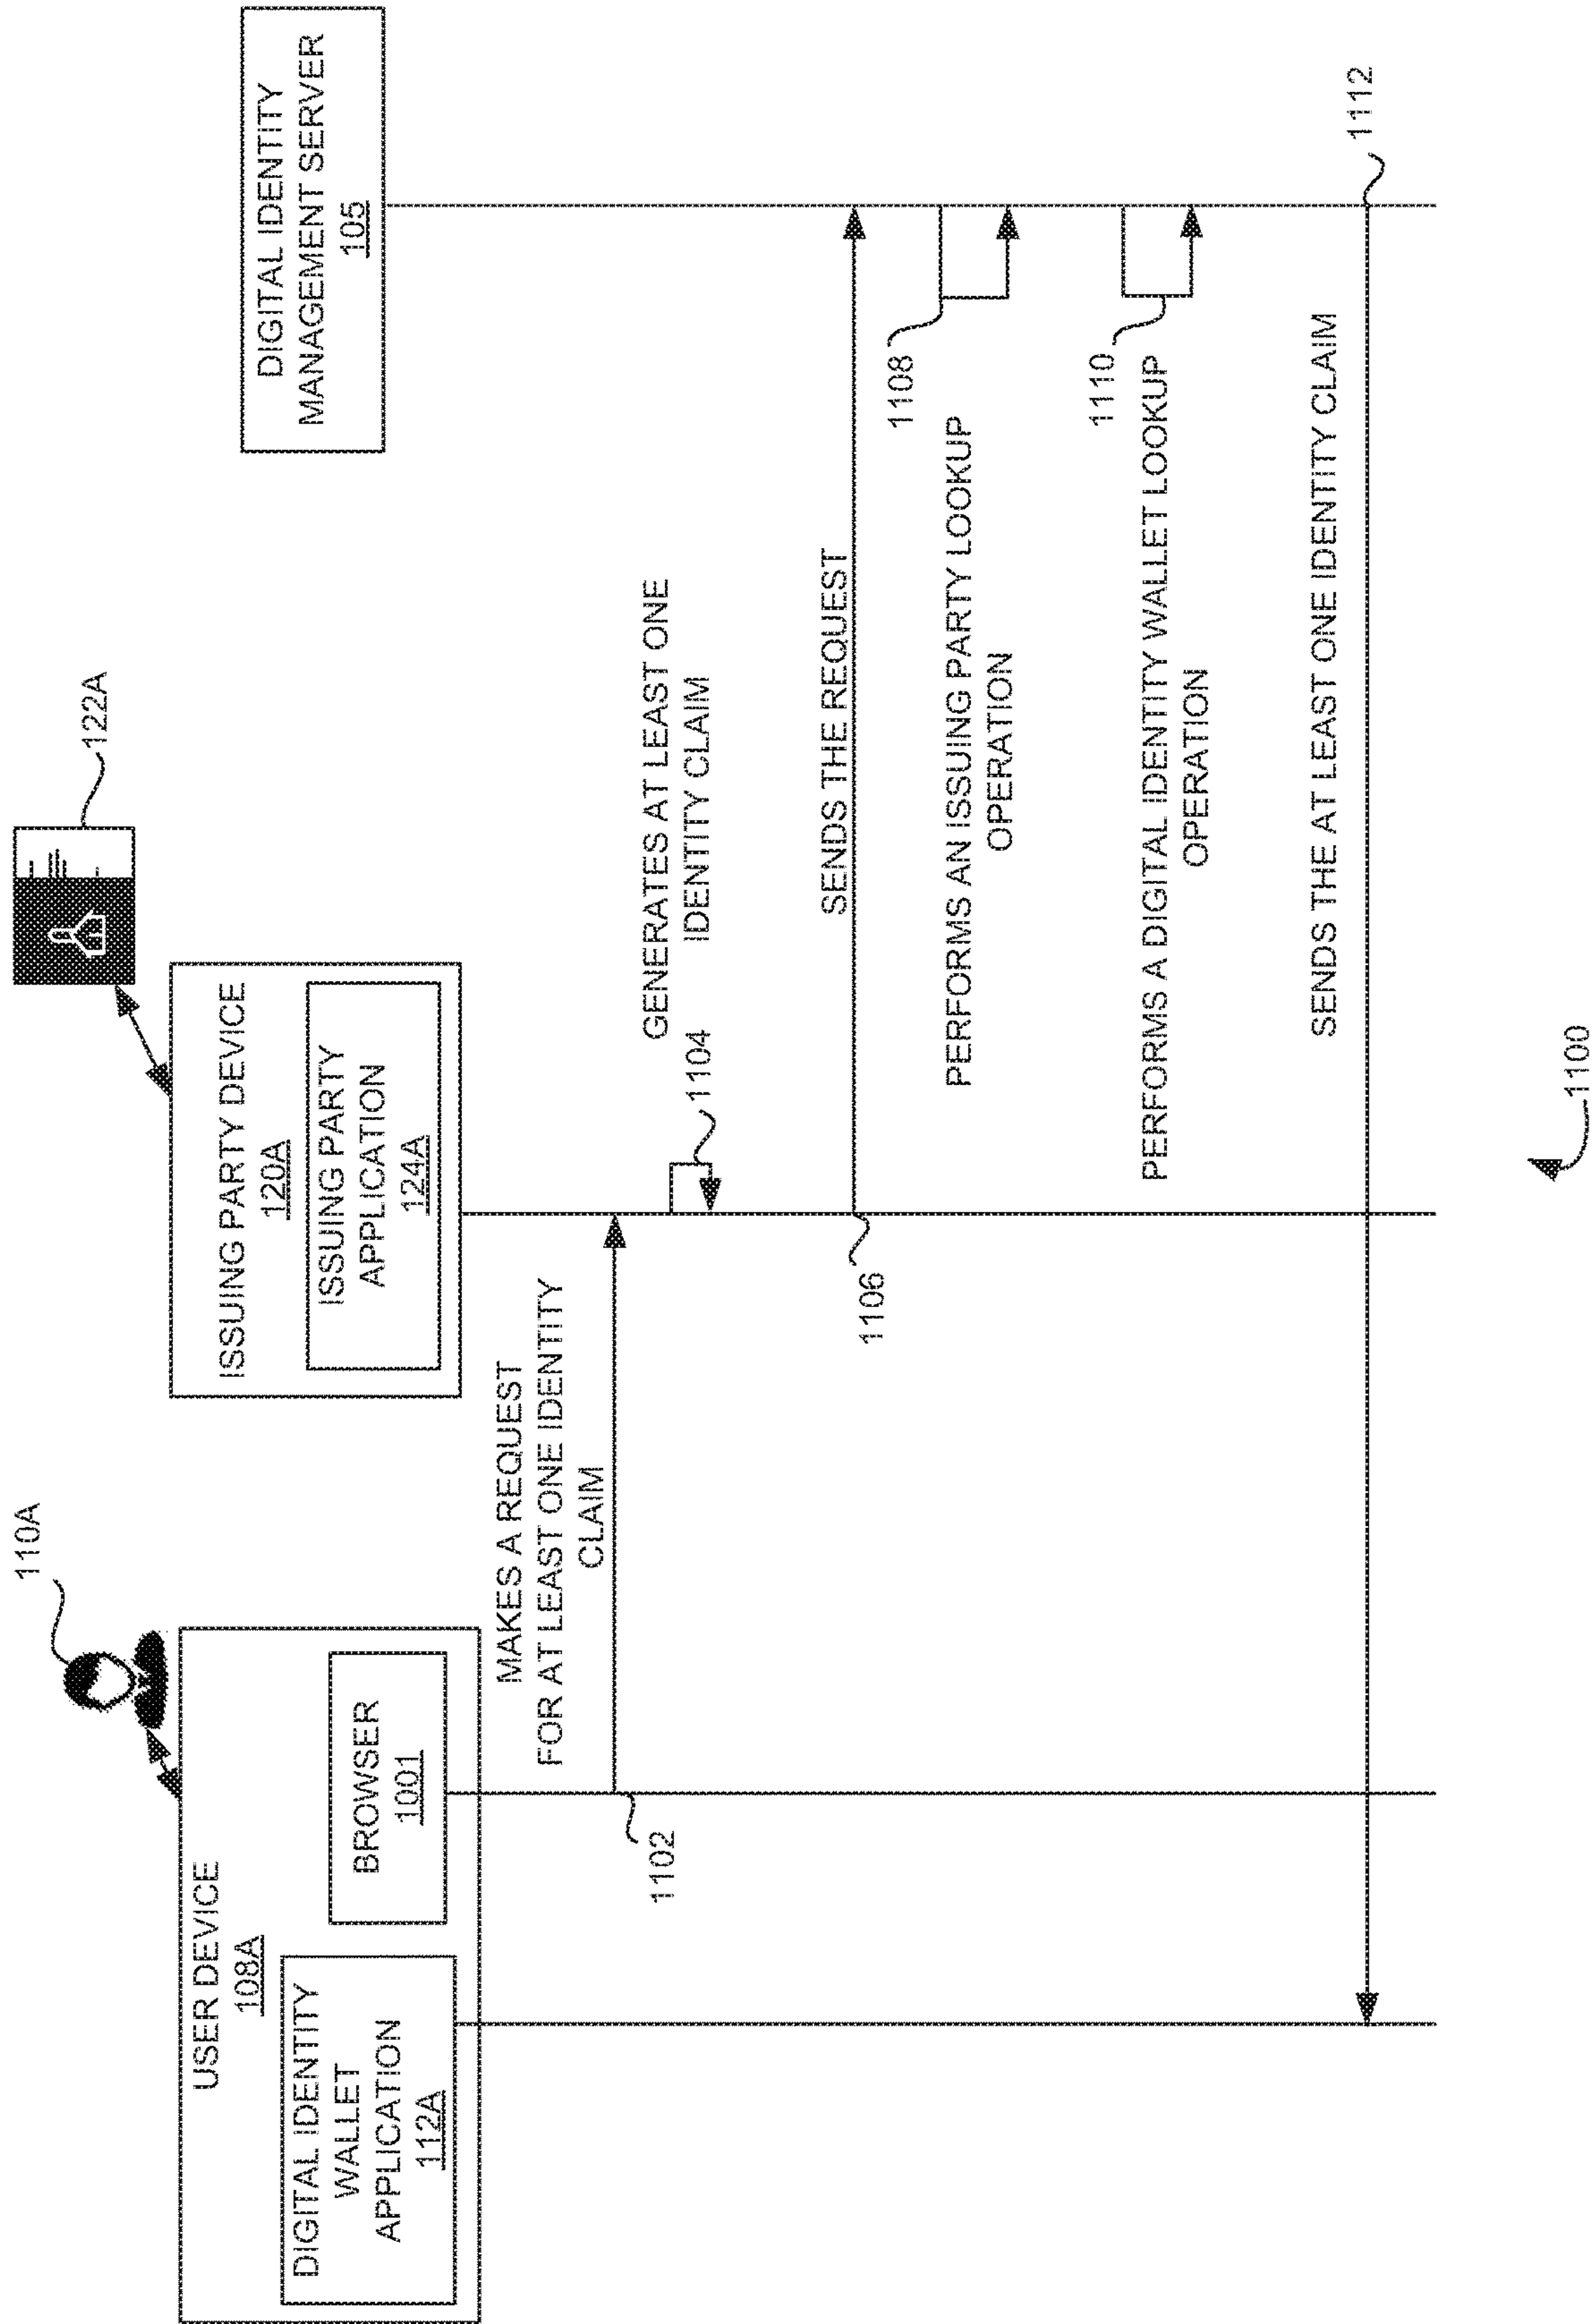 110A
122A
USER DEVICE
108A
DIGITAL IDENTITY
WALLET
APPLICATION
112A
BROWSER
1001
ISSUING PARTY DEVICE
120A
ISSUING PARTY
APPLICATION
124A
DIGITAL IDENTITY
MANAGEMENT SERVER
105
MAKES A REQUEST
FOR AT LEAST ONE IDENTITY
CLAIM
1102
GENERATES AT LEAST ONE
IDENTITY CLAIM
1104
SENDS THE REQUEST
1106
1108
PERFORMS AN ISSUING PARTY LOOKUP
OPERATION
1110
PERFORMS A DIGITAL IDENTITY WALLET LOOKUP
OPERATION
SENDS THE AT LEAST ONE IDENTITY CLAIM
1112
1100